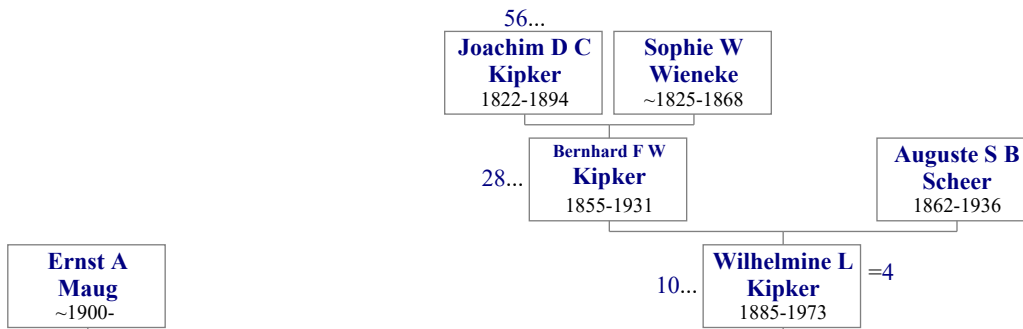 56...
Joachim D C
Kipker
1822-1894
Sophie W
Wieneke
~1825-1868
28...
Bernhard F W
Kipker
1855-1931
Auguste S B
Scheer
1862-1936
Ernst A
Maug
~1900-
10...
Wilhelmine L
Kipker
1885-1973
=4